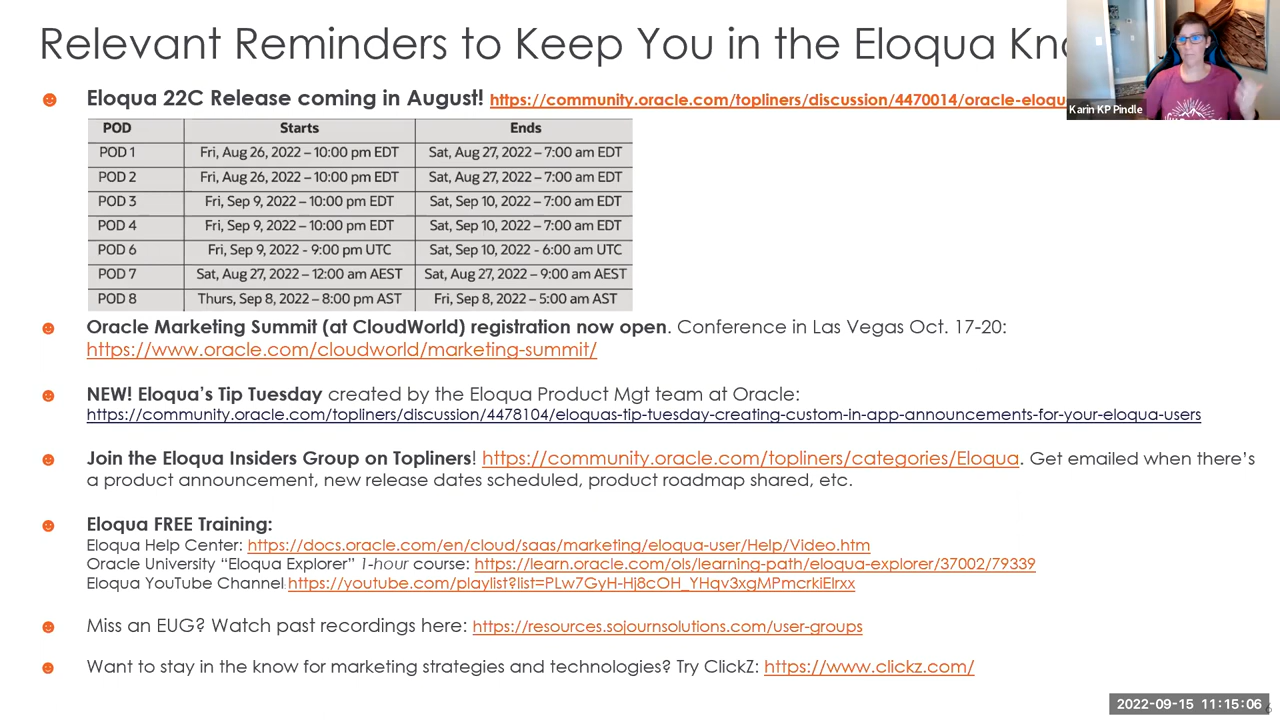 Relevant Reminders to Keep You in the Eloqua
Karin KP Pindle
Eloqua 22C Release coming in August! https://community.oracle.com/topliners/discussion/4470014/oracle-eloqu
POD Starts Ends
POD 1 Fri, Aug 26, 2022 – 10:00 pm EDT Sat, Aug 27, 2022 – 7:00 am EDT
POD 2 Fri, Aug 26, 2022 – 10:00 pm EDT Sat, Aug 27, 2022 – 7:00 am EDT
POD 3 Fri, Sep 9, 2022 – 10:00 pm EDT Sat, Sep 10, 2022 – 7:00 am EDT
POD 4 Fri, Sep 9, 2022 – 10:00 pm EDT Sat, Sep 10, 2022 – 7:00 am EDT
POD 6 Fri, Sep 9, 2022 - 9:00 pm UTC Sat, Sep 10, 2022 - 6:00 am UTC
POD 7 Sat, Aug 27, 2022 – 12:00 am AEST Sat, Aug 27, 2022 – 9:00 am AEST
POD 8 Thurs, Sep 8, 2022 – 8:00 pm AST Fri, Sep 8, 2022 – 5:00 am AST
Oracle Marketing Summit (at CloudWorld) registration now open. Conference in Las Vegas Oct. 17-20:
https://www.oracle.com/cloudworld/marketing-summit/
NEW! Eloqua's Tip Tuesday created by the Eloqua Product Mgt team at Oracle:
https://community.oracle.com/topliners/discussion/4478104/eloquas-tip-tuesday-creating-custom-in-app-announcements-for-your-eloqua-users
Join the Eloqua Insiders Group on Topliners! https://community.oracle.com/topliners/categories/Eloqua. Get emailed when there's
a product announcement, new release dates scheduled, product roadmap shared, etc.
Eloqua FREE Training:
Eloqua Help Center: https://docs.oracle.com/en/cloud/saas/marketing/eloqua-user/Help/Video.htm
Oracle University "Eloqua Explorer" 1-hour course: https://learn.oracle.com/ols/learning-path/eloqua-explorer/37002/79339
Eloqua YouTube Channel https://youtube.com/playlist?list=PLw7GyH-Hj8cOH_YHqv3xgMPmcrkiElrxx
Miss an EUG? Watch past recordings here: https://resources.sojournsolutions.com/user-groups
Want to stay in the know for marketing strategies and technologies? Try ClickZ: https://www.clickz.com/
2022-09-15 11:15:06